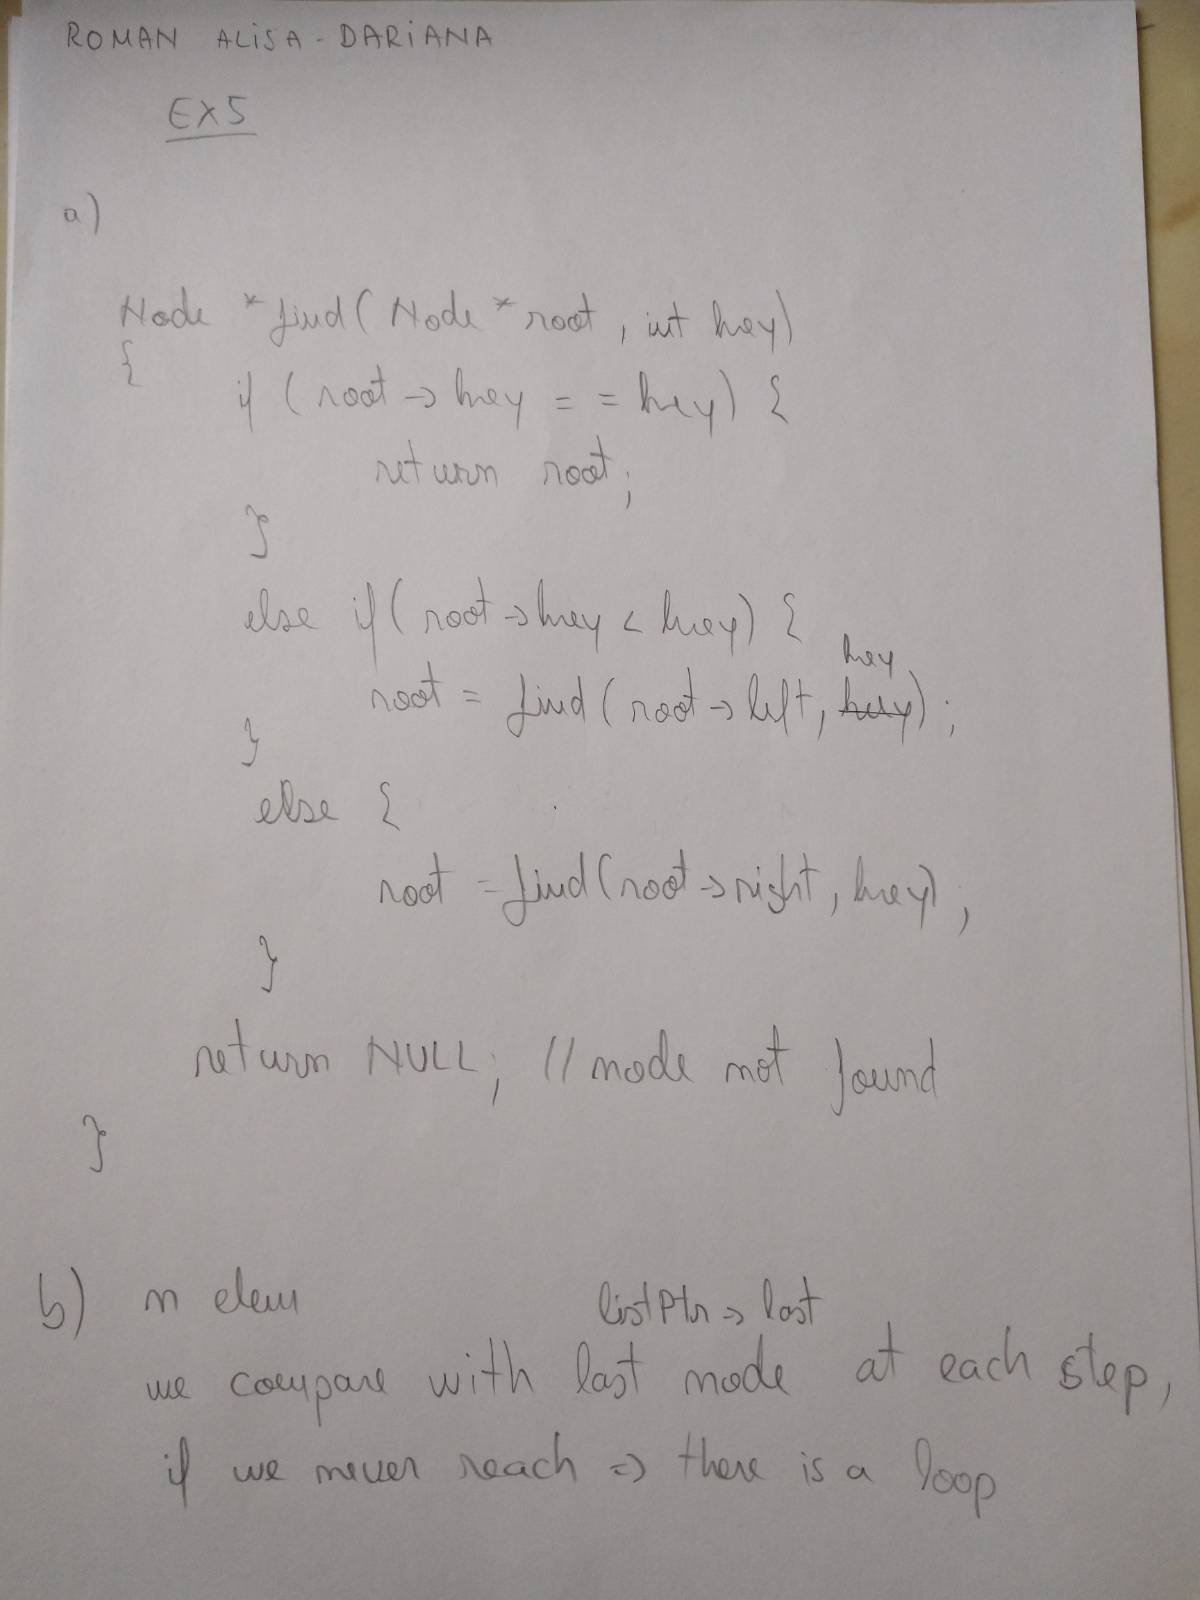 ROMAN ALISA-DARIANA
EX5
a)
Node *find(Node *root, int key)
{
if (root->key == key) {
return root;
}
else if (root->key < key) {
key
root = find(root->left, key);
}
else {
root = find(root->right, key);
}
return NULL; // node not found
}
b) n elem
listPtr->last
we compare with last node at each step,
if we never reach => there is a loop